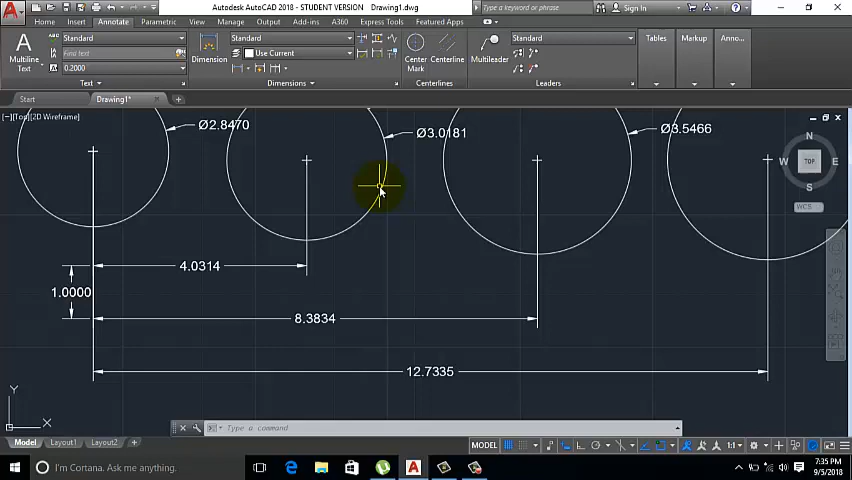 Autodesk AutoCAD 2018 - STUDENT VERSION Drawing1.dwg
Type a keyword or phrase
Sign In
Home Insert Annotate Parametric View Manage Output Add-ins A360 Express Tools Featured Apps
Multiline
Text
Standard
Find text
0.2000
Text
Dimension
Standard
Use Current
Dimensions
Center
Mark
Centerline
Centerlines
Multileader
Standard
Leaders
Tables
Markup
Anno...
Start
Drawing1*
[−][Top][2D Wireframe]
Ø2.8470
Ø3.0181
Ø3.5466
N
W TOP E
S
WCS
4.0314
1.0000
8.3834
12.7335
Y
X
Type a command
Model Layout1 Layout2
MODEL
1:1
I'm Cortana. Ask me anything.
7:35 PM
9/5/2018